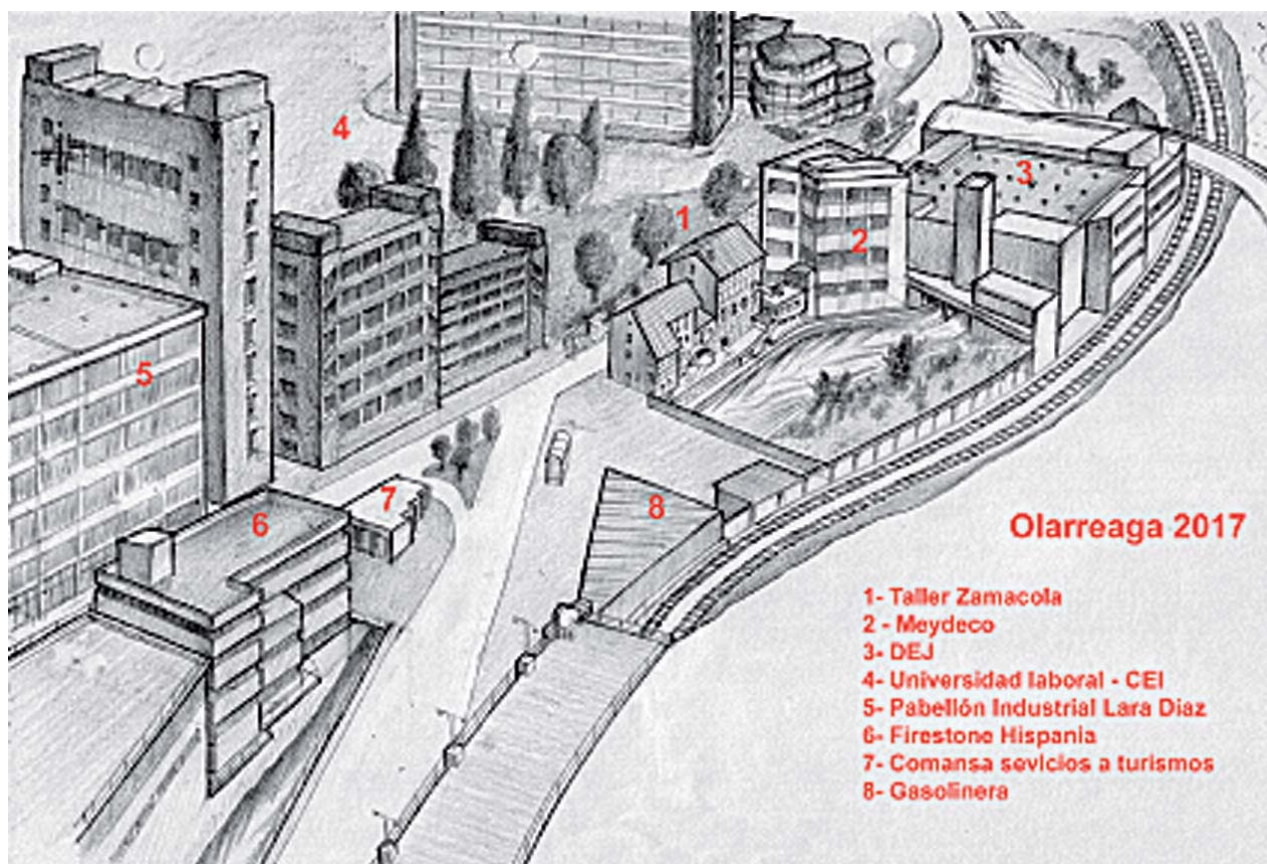 4
1
3
2
5
7
6
8
Olarreaga 2017
1- Taller Zamacola
2 - Meydeco
3- DEJ
4- Universidad laboral - CEI
5- Pabellón Industrial Lara Diaz
6- Firestone Hispania
7- Comansa sevicios a turismos
8- Gasolinera